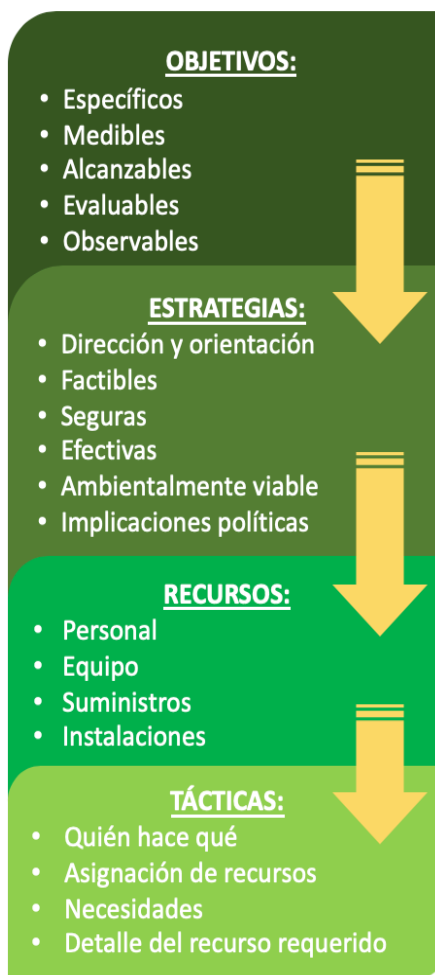 OBJETIVOS:
• Específicos
• Medibles
• Alcanzables
• Evaluables
• Observables
ESTRATEGIAS:
• Dirección y orientación
• Factibles
• Seguras
• Efectivas
• Ambientalmente viable
• Implicaciones políticas
RECURSOS:
• Personal
• Equipo
• Suministros
• Instalaciones
TÁCTICAS:
• Quién hace qué
• Asignación de recursos
• Necesidades
• Detalle del recurso requerido